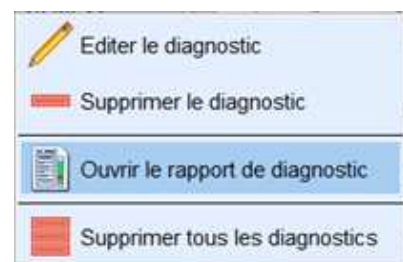 Editer le diagnostic
Supprimer le diagnostic
Ouvrir le rapport de diagnostic
Supprimer tous les diagnostics